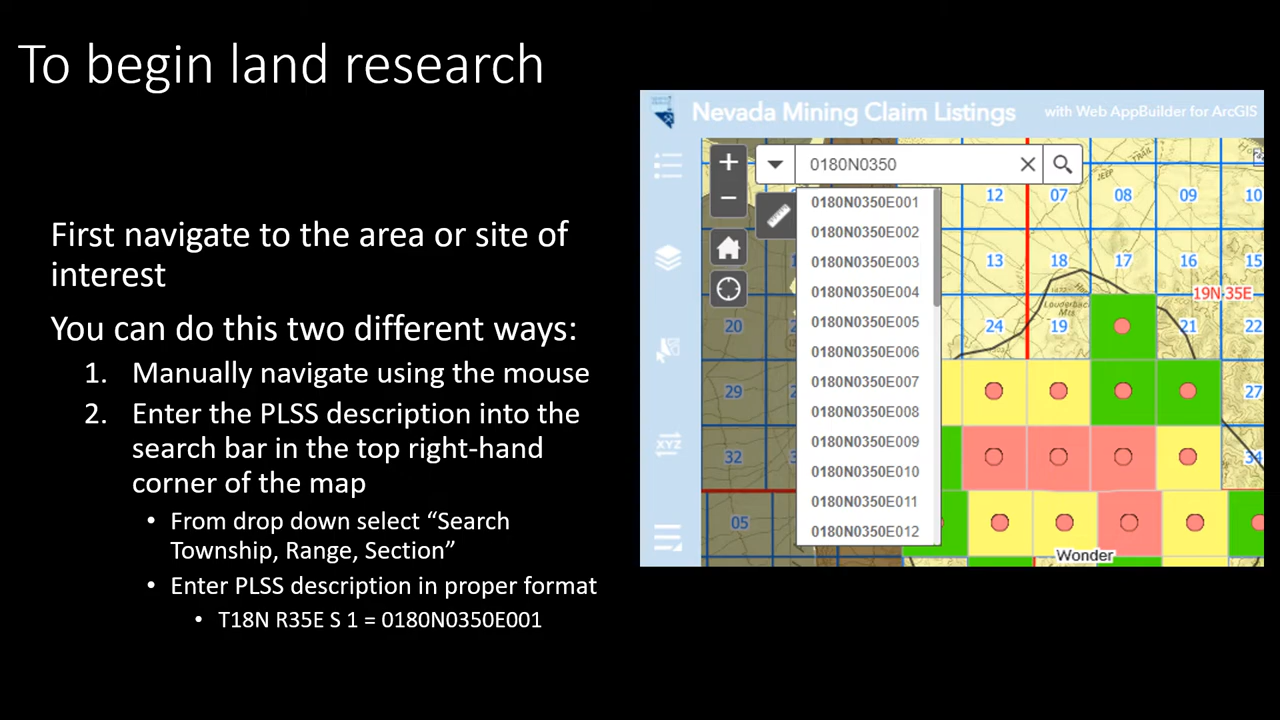 To begin land research
First navigate to the area or site of
interest
You can do this two different ways:
1. Manually navigate using the mouse
2. Enter the PLSS description into the
search bar in the top right-hand
corner of the map
• From drop down select “Search
Township, Range, Section”
• Enter PLSS description in proper format
• T18N R35E S 1 = 0180N0350E001
Nevada Mining Claim Listings with Web AppBuilder for ArcGIS
0180N0350
0180N0350E001
0180N0350E002
0180N0350E003
0180N0350E004
0180N0350E005
0180N0350E006
0180N0350E007
0180N0350E008
0180N0350E009
0180N0350E010
0180N0350E011
0180N0350E012
TRAIL
JEEP
12 07 08 09 10
13 18 17 16 15
19N 35E
Louderback
Mts
20 24 19 21 22
29 27
32 34
05
Wonder
XYZ